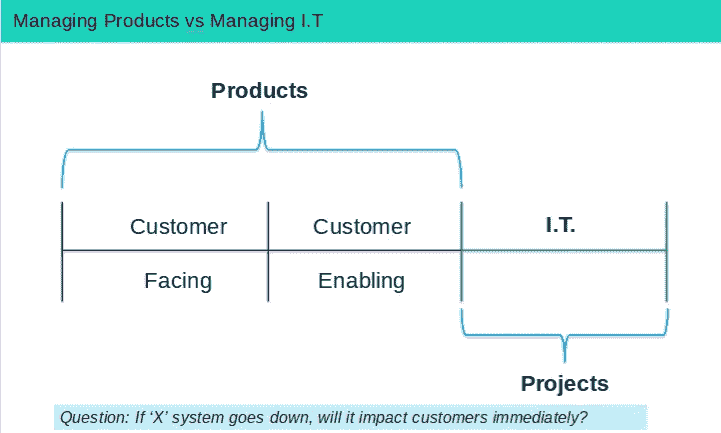 Managing Products vs Managing I.T
Products
Customer Customer I.T.
Facing Enabling
Projects
Question: If ‘X’ system goes down, will it impact customers immediately?